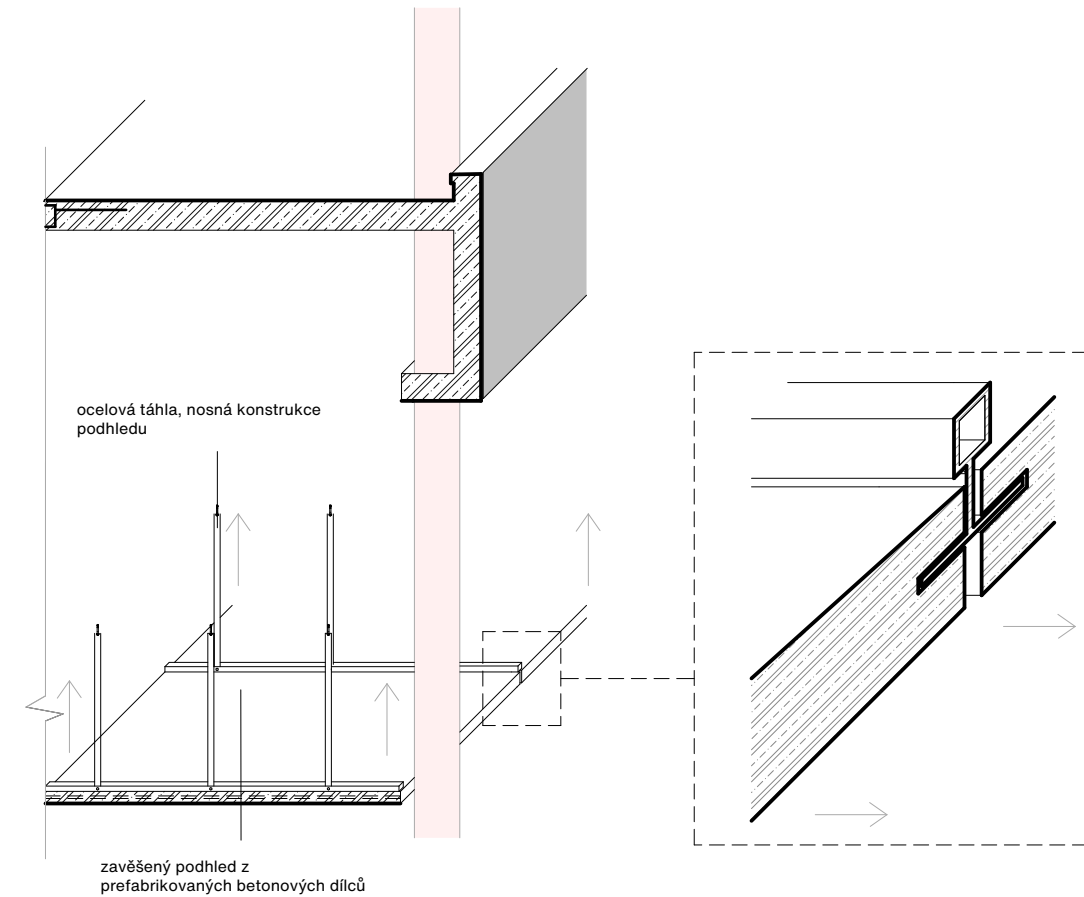 ocelová táhla, nosná konstrukce
podhledu
zavěšený podhled z
prefabrikovaných betonových dílců